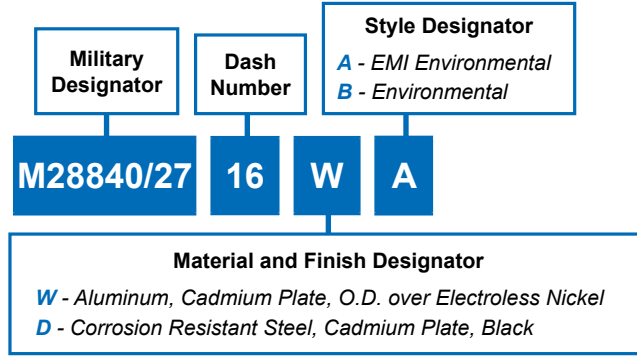 Style Designator
A - EMI Environmental
B - Environmental
Military
Designator
Dash
Number
M28840/27 16 W A
Material and Finish Designator
W - Aluminum, Cadmium Plate, O.D. over Electroless Nickel
D - Corrosion Resistant Steel, Cadmium Plate, Black